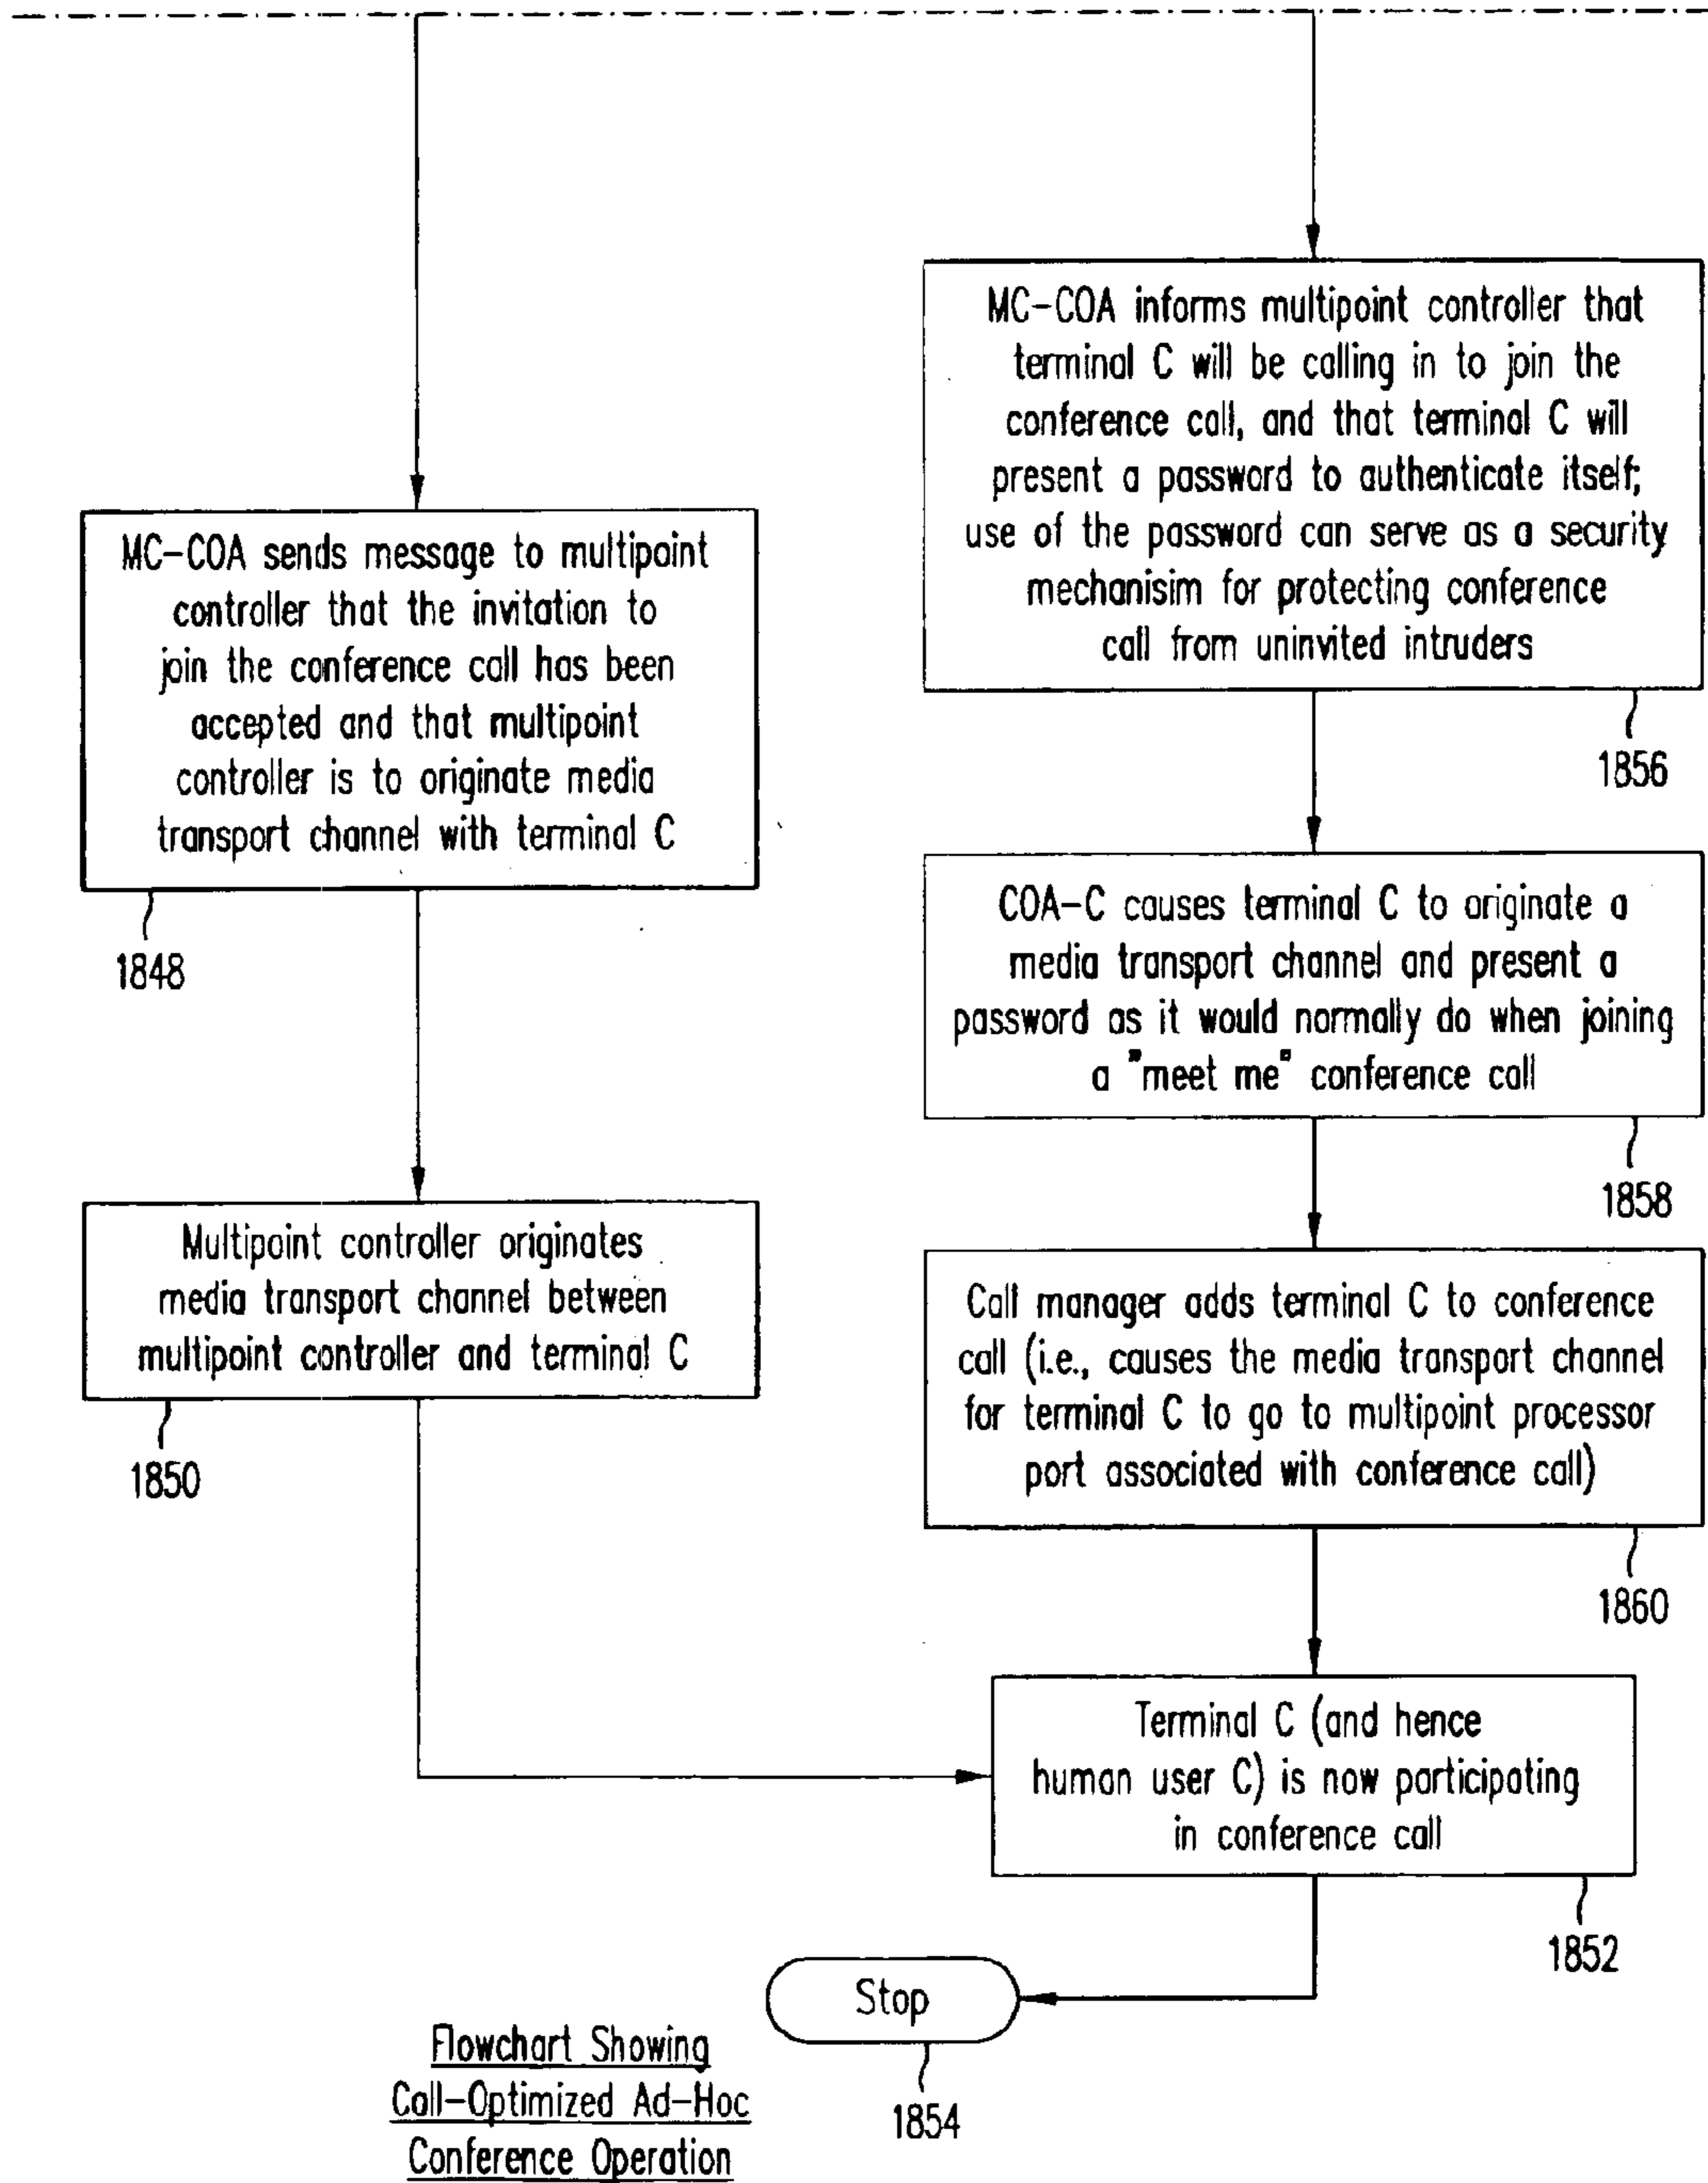 MC-COA sends message to multipoint
controller that the invitation to
join the conference call has been
accepted and that multipoint
controller is to originate media
transport channel with terminal C
1848
Multipoint controller originates
media transport channel between
multipoint controller and terminal C
1850
MC-COA informs multipoint controller that
terminal C will be calling in to join the
conference call, and that terminal C will
present a password to authenticate itself;
use of the password can serve as a security
mechanisim for protecting conference
call from uninvited intruders
1856
COA-C causes terminal C to originate a
media transport channel and present a
password as it would normally do when joining
a "meet me" conference call
1858
Call manager adds terminal C to conference
call (i.e., causes the media transport channel
for terminal C to go to multipoint processor
port associated with conference call)
1860
Terminal C (and hence
human user C) is now participating
in conference call
1852
Stop
1854
Flowchart Showing
Call-Optimized Ad-Hoc
Conference Operation